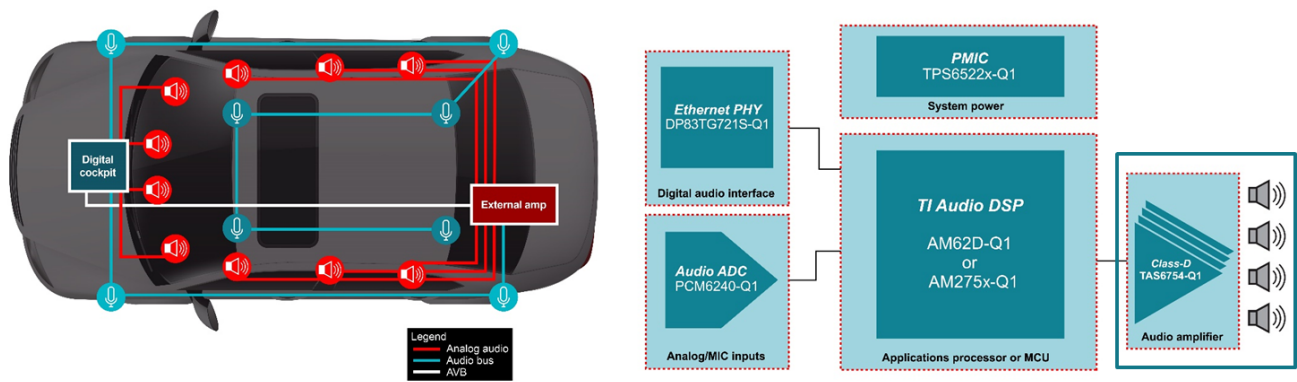 Digital
cockpit
External amp
Legend
Analog audio
Audio bus
AVB
PMIC
TPS6522x-Q1
System power
Ethernet PHY
DP83TG721S-Q1
Digital audio interface
Audio ADC
PCM6240-Q1
Analog/MIC inputs
TI Audio DSP
AM62D-Q1
or
AM275x-Q1
Applications processor or MCU
Class-D
TAS6754-Q1
Audio amplifier